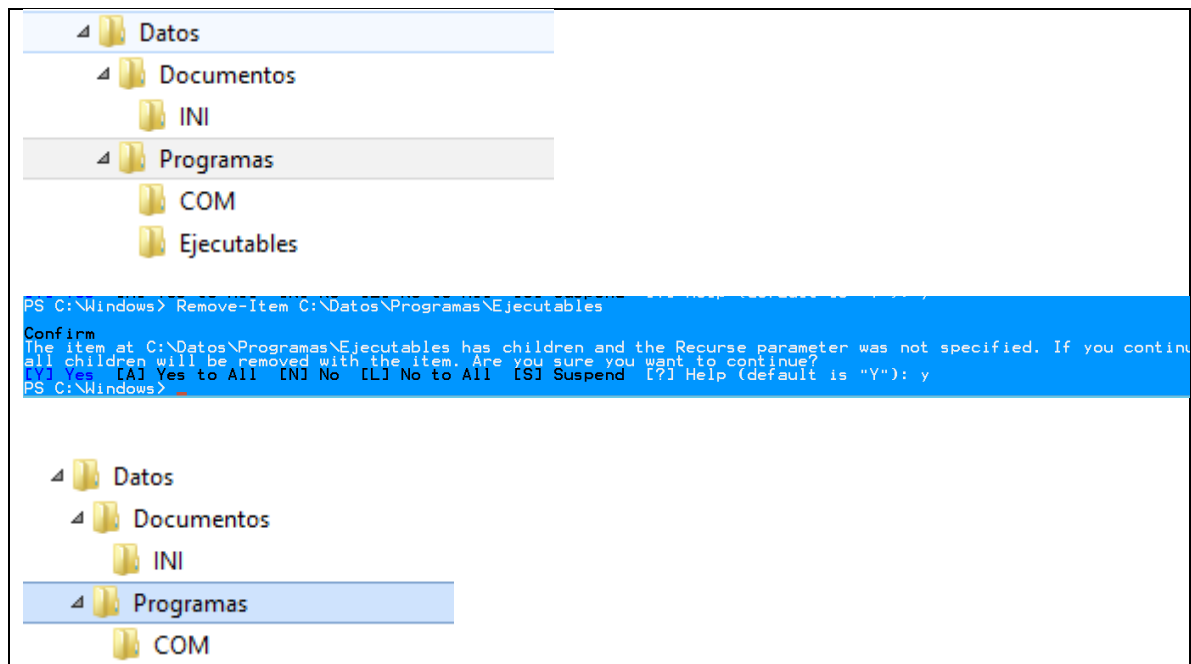 Datos
Documentos
INI
Programas
COM
Ejecutables
PS C:\Windows> Remove-Item C:\Datos\Programas\Ejecutables
Confirm
The item at C:\Datos\Programas\Ejecutables has children and the Recurse parameter was not specified. If you continu
all children will be removed with the item. Are you sure you want to continue?
[Y] Yes  [A] Yes to All  [N] No  [L] No to All  [S] Suspend  [?] Help (default is "Y"): y
PS C:\Windows>
Datos
Documentos
INI
Programas
COM